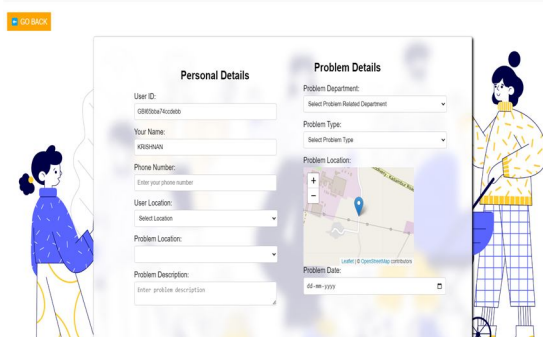 GO BACK
Personal Details
User ID:
GBI65bba74ccdebb
Your Name:
KRISHNAN
Phone Number:
Enter your phone number
User Location:
Select Location
Problem Location:
Problem Description:
Enter problem description
Problem Details
Problem Department:
Select Problem Related Department
Problem Type:
Select Problem Type
Problem Location:
+
−
Leaflet | © OpenStreetMap contributors
Problem Date:
dd-mm-yyyy